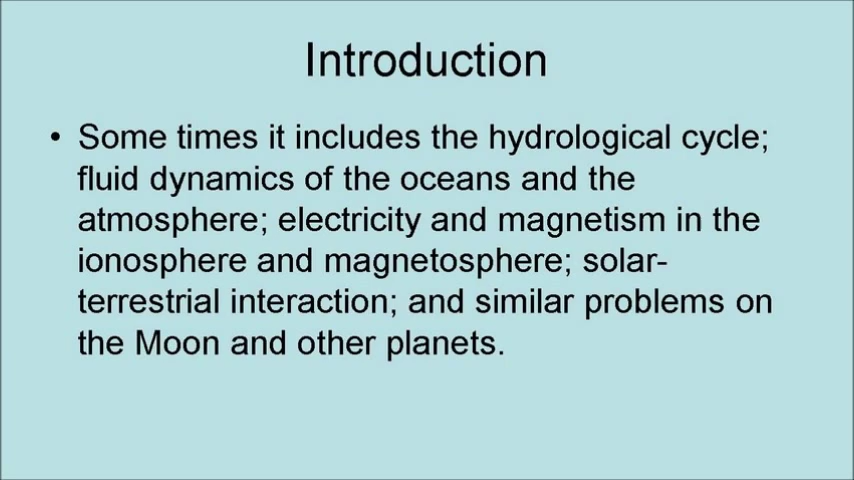 Introduction
• Some times it includes the hydrological cycle;
fluid dynamics of the oceans and the
atmosphere; electricity and magnetism in the
ionosphere and magnetosphere; solar-
terrestrial interaction; and similar problems on
the Moon and other planets.